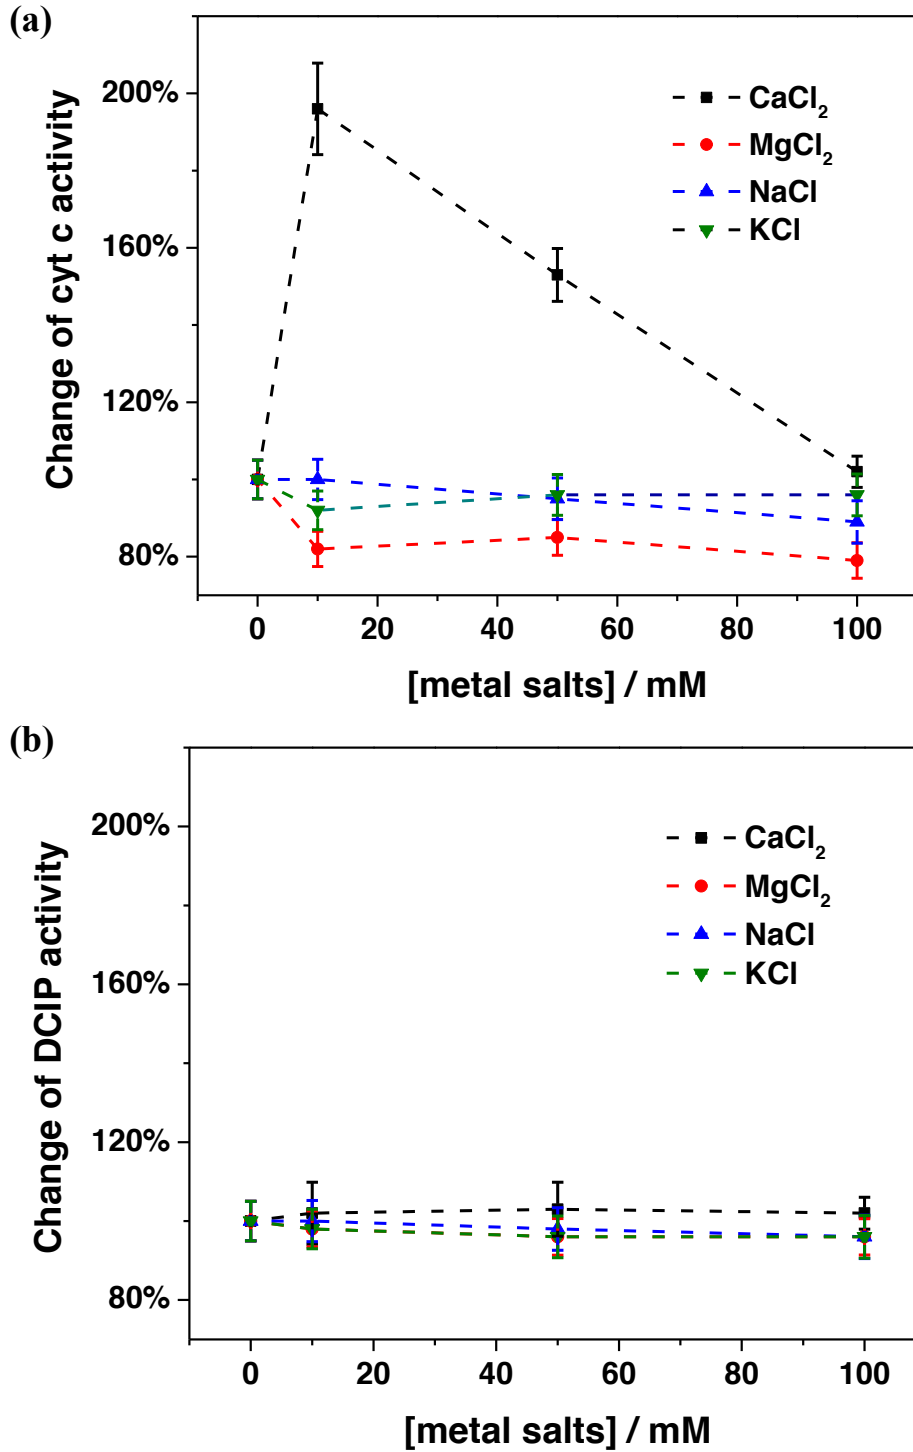 (a)
Change of cyt c activity
200%
160%
120%
80%
CaCl₂
MgCl₂
NaCl
KCl
0 20 40 60 80 100
[metal salts] / mM
(b)
Change of DCIP activity
200%
160%
120%
80%
CaCl₂
MgCl₂
NaCl
KCl
0 20 40 60 80 100
[metal salts] / mM